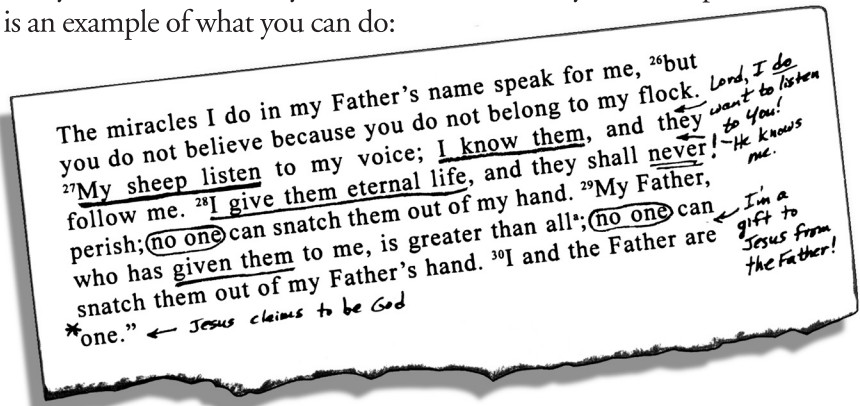 is an example of what you can do:
The miracles I do in my Father’s name speak for me, ²⁶but
you do not believe because you do not belong to my flock.
²⁷My sheep listen to my voice; I know them, and they
follow me. ²⁸I give them eternal life, and they shall never!
perish; no one can snatch them out of my hand. ²⁹My Father,
who has given them to me, is greater than allᵃ; no one can
snatch them out of my Father’s hand. ³⁰I and the Father are
*one.” ← Jesus claims to be God
Lord, I do
want to listen
to You!
He knows
me.
I'm a
gift to
Jesus from
the Father!